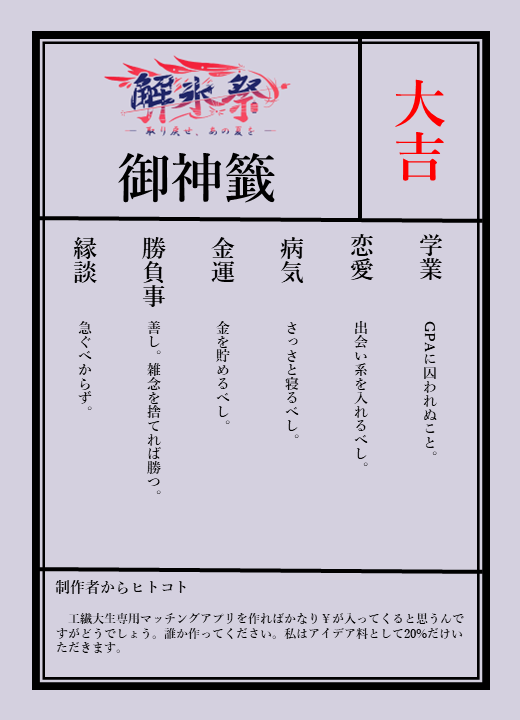 解氷祭
― 取り戻せ、あの夏を ―
御神籤
大吉
学業
GPAに囚われぬこと。
恋愛
出会い系を入れるべし。
病気
さっさと寝るべし。
金運
金を貯めるべし。
勝負事
善し。雑念を捨てれば勝つ。
縁談
急ぐべからず。
制作者からヒトコト
工繊大生専用マッチングアプリを作ればかなり￥が入ってくると思うんで
すがどうでしょう。誰か作ってください。私はアイデア料として20%だけい
ただきます。